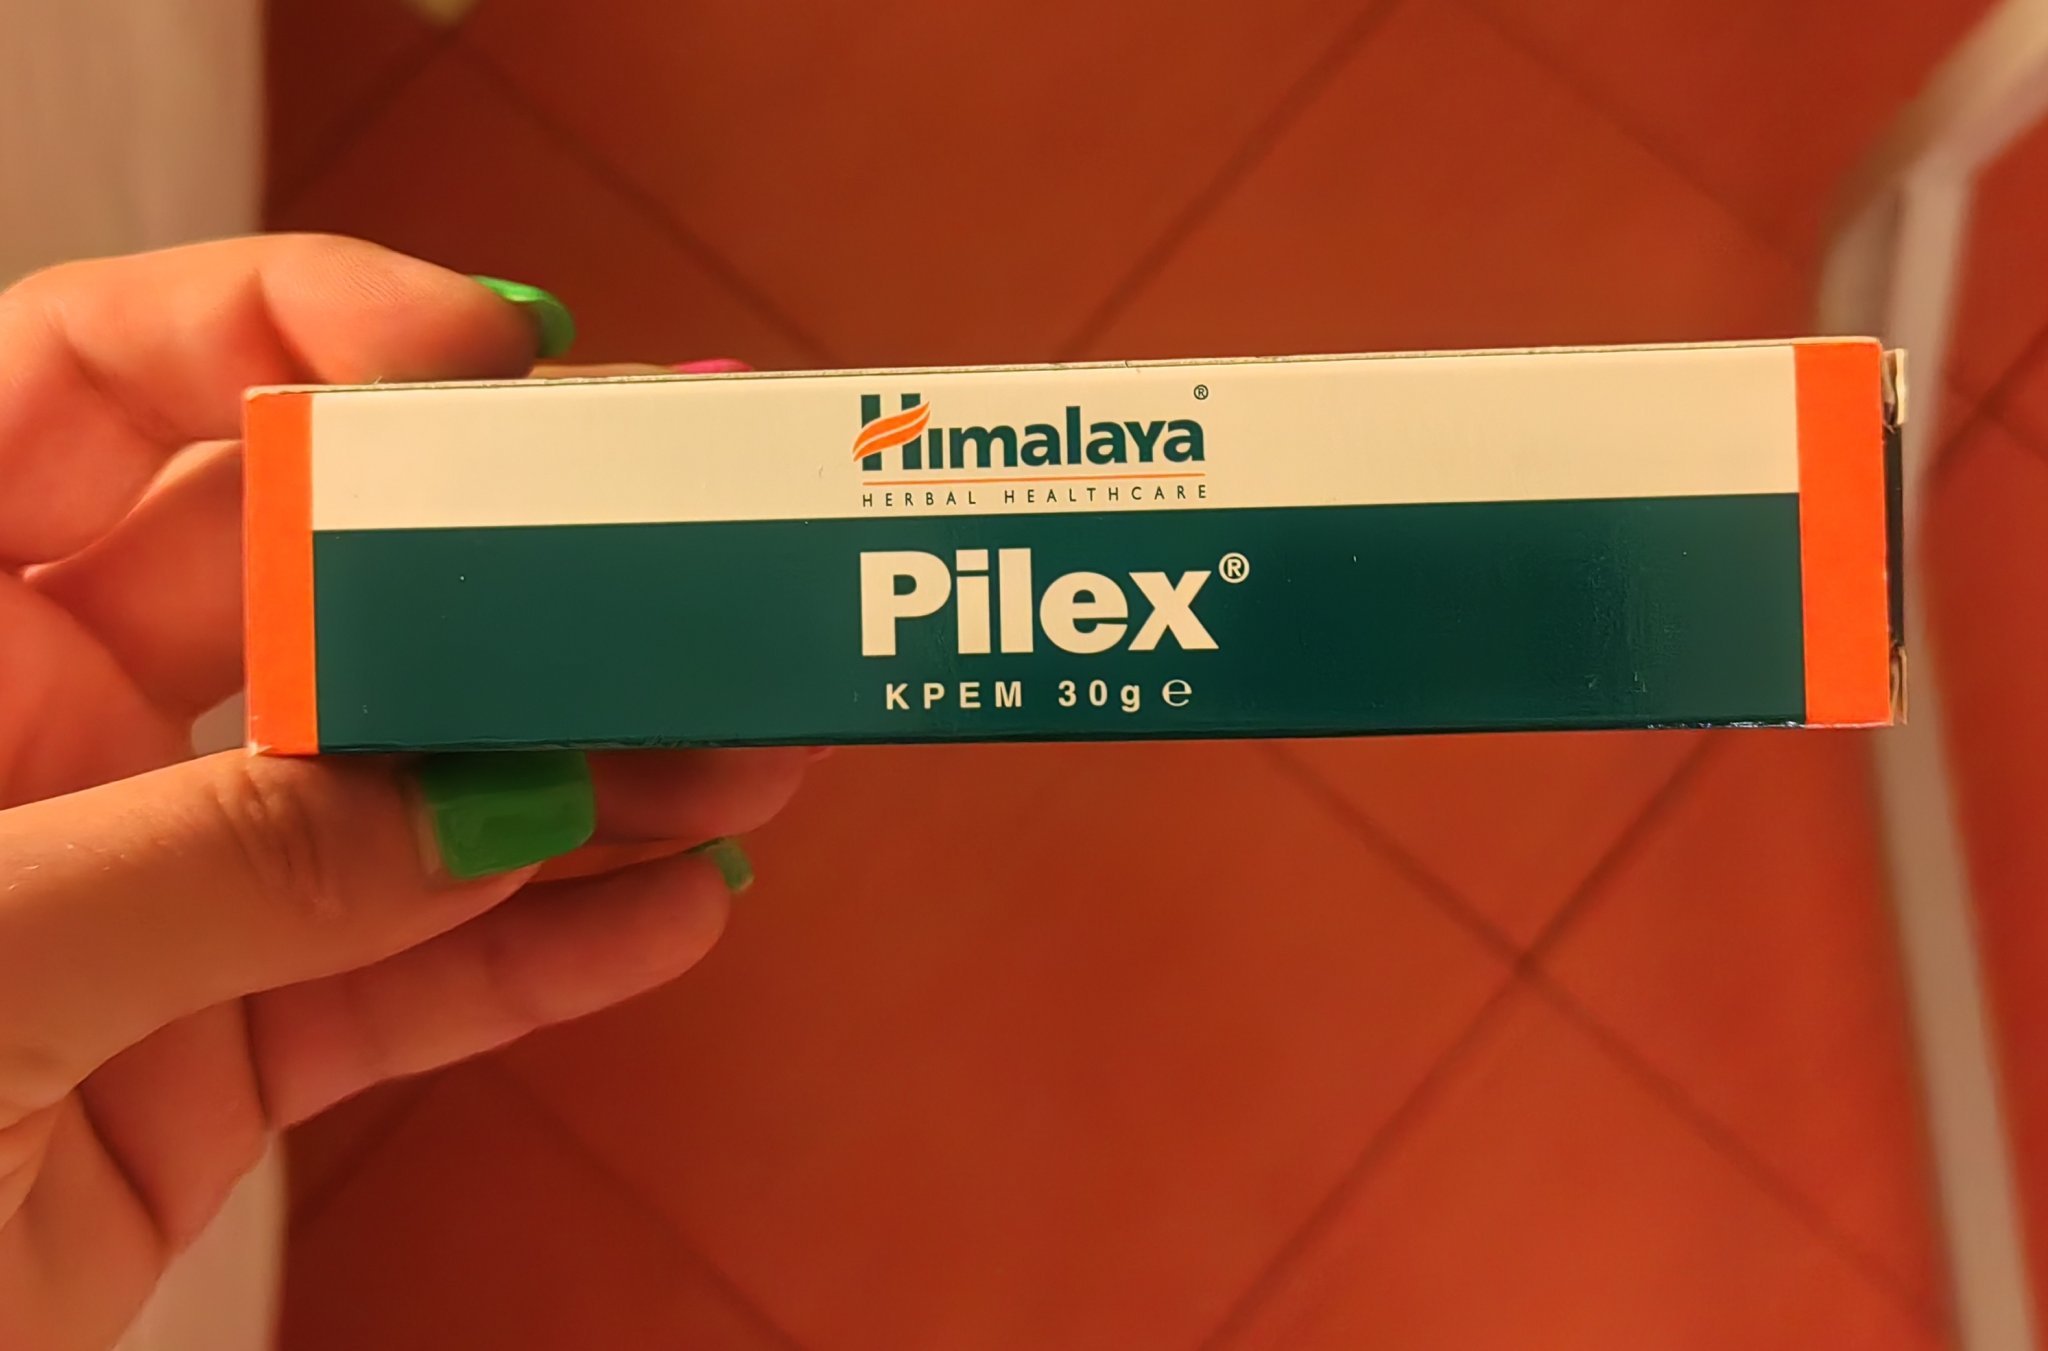 Himalaya®
HERBAL HEALTHCARE
Pilex®
КРЕМ 30g ℮